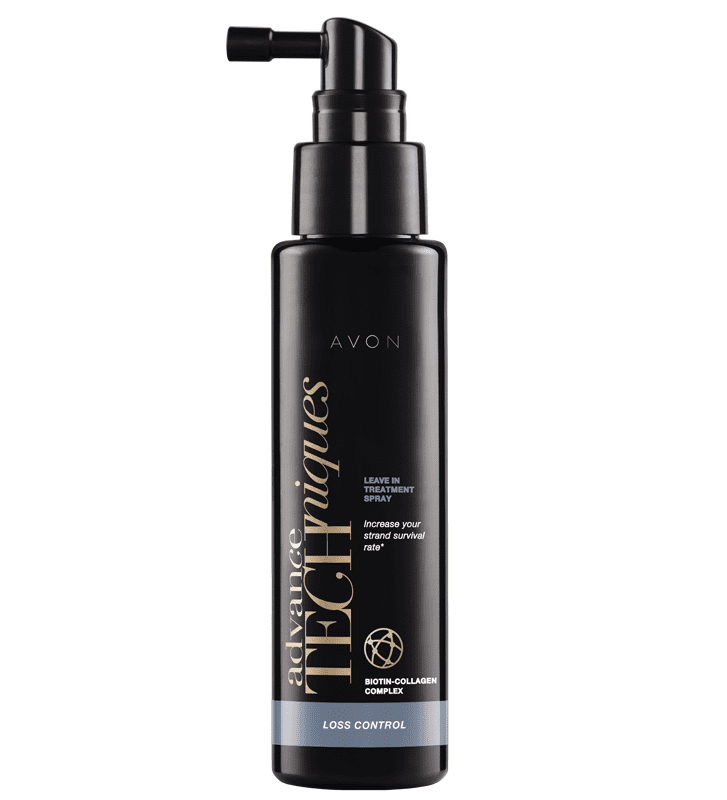 AVON
advance
TECHniques
LEAVE IN
TREATMENT
SPRAY
Increase your
strand survival
rate*
BIOTIN-COLLAGEN
COMPLEX
LOSS CONTROL